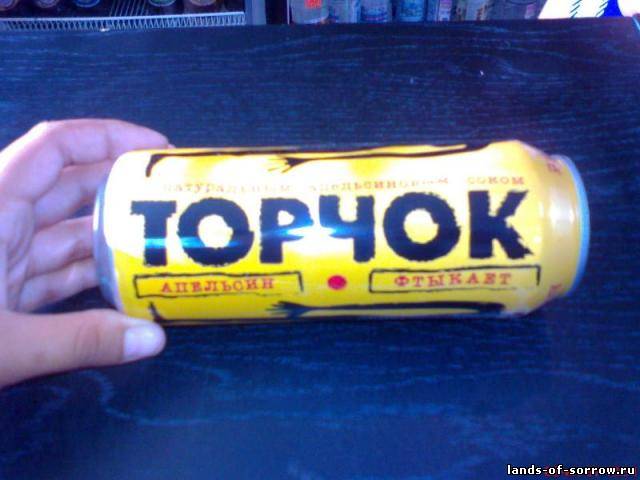 натуральным апельсиновым соком
ТОРЧОК
АПЕЛЬСИН ФТЫКАЕТ
lands-of-sorrow.ru